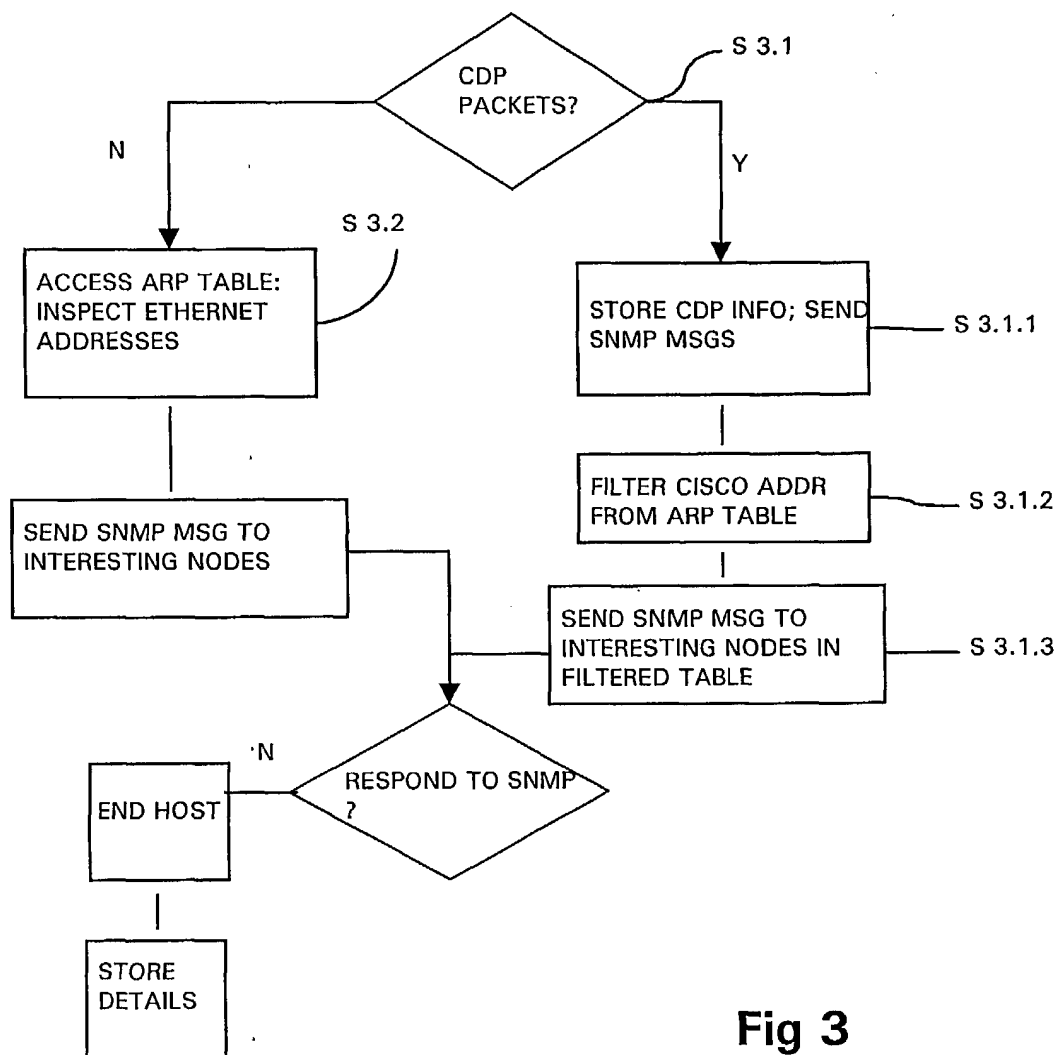 S 3.1
CDP
PACKETS?
N
Y
S 3.2
ACCESS ARP TABLE:
INSPECT ETHERNET
ADDRESSES
STORE CDP INFO; SEND
SNMP MSGS
S 3.1.1
FILTER CISCO ADDR
FROM ARP TABLE
S 3.1.2
SEND SNMP MSG TO
INTERESTING NODES
SEND SNMP MSG TO
INTERESTING NODES IN
FILTERED TABLE
S 3.1.3
N
RESPOND TO SNMP
?
END HOST
STORE
DETAILS
Fig 3